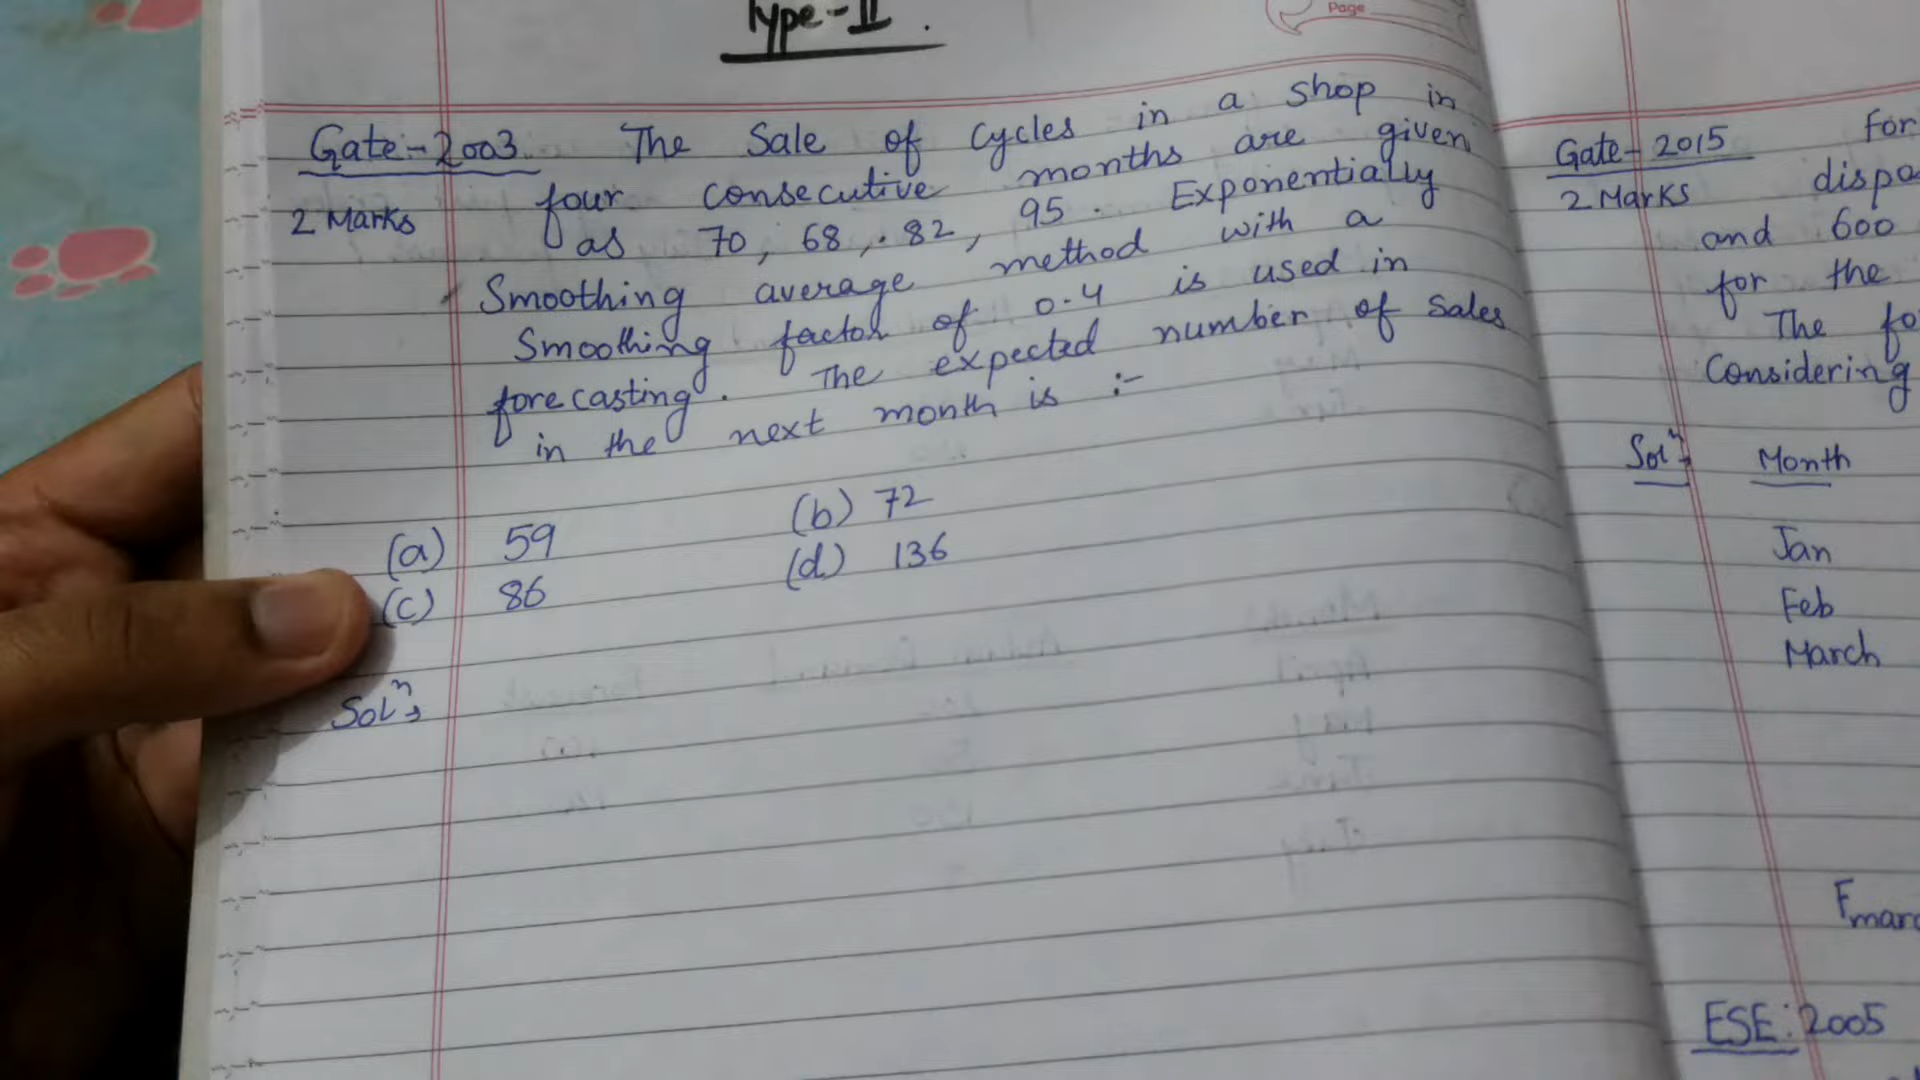 Type-II.
Page
Gate:-2003. The Sale of Cycles in a shop in
2 Marks four consecutive months are given
as 70, 68, 82, 95. Exponentially
Smoothing average method with a
Smoothing factor of 0.4 is used in
forecasting. The expected number of Sales
in the next month is :-
(a) 59 (b) 72
(c) 86 (d) 136
Solⁿ→
Gate-2015 For
2 Marks dispa
and 600
for the
The fo
Considering
Solⁿ→ Month
Jan
Feb
March
Fmarc
ESE:2005